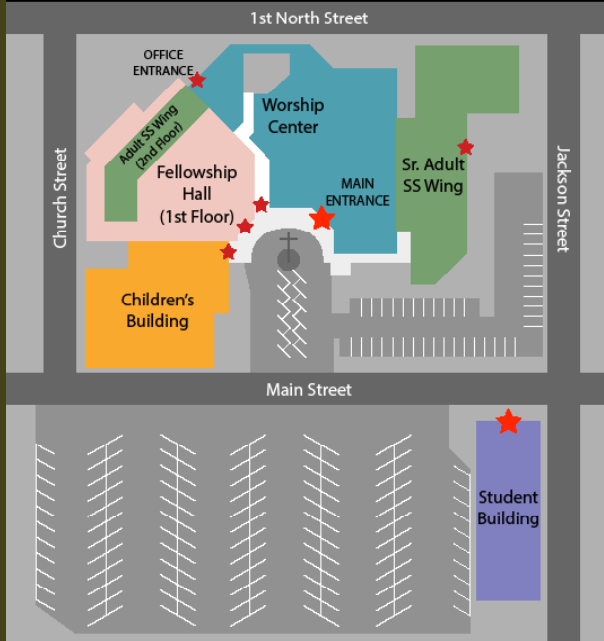 1st North Street
OFFICE
ENTRANCE
Worship
Center
Adult SS Wing
(2nd Floor)
Fellowship
Hall
(1st Floor)
MAIN
ENTRANCE
Sr. Adult
SS Wing
Church Street
Jackson Street
Children's
Building
Main Street
Student
Building